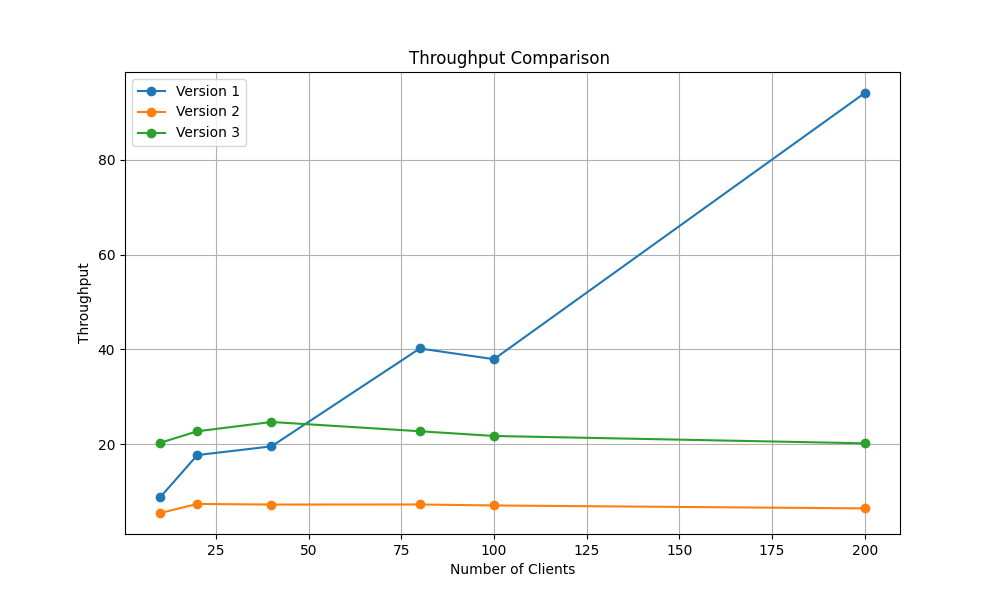 Throughput Comparison
Version 1
Version 2
Version 3
Throughput
80
60
40
20
25 50 75 100 125 150 175 200
Number of Clients